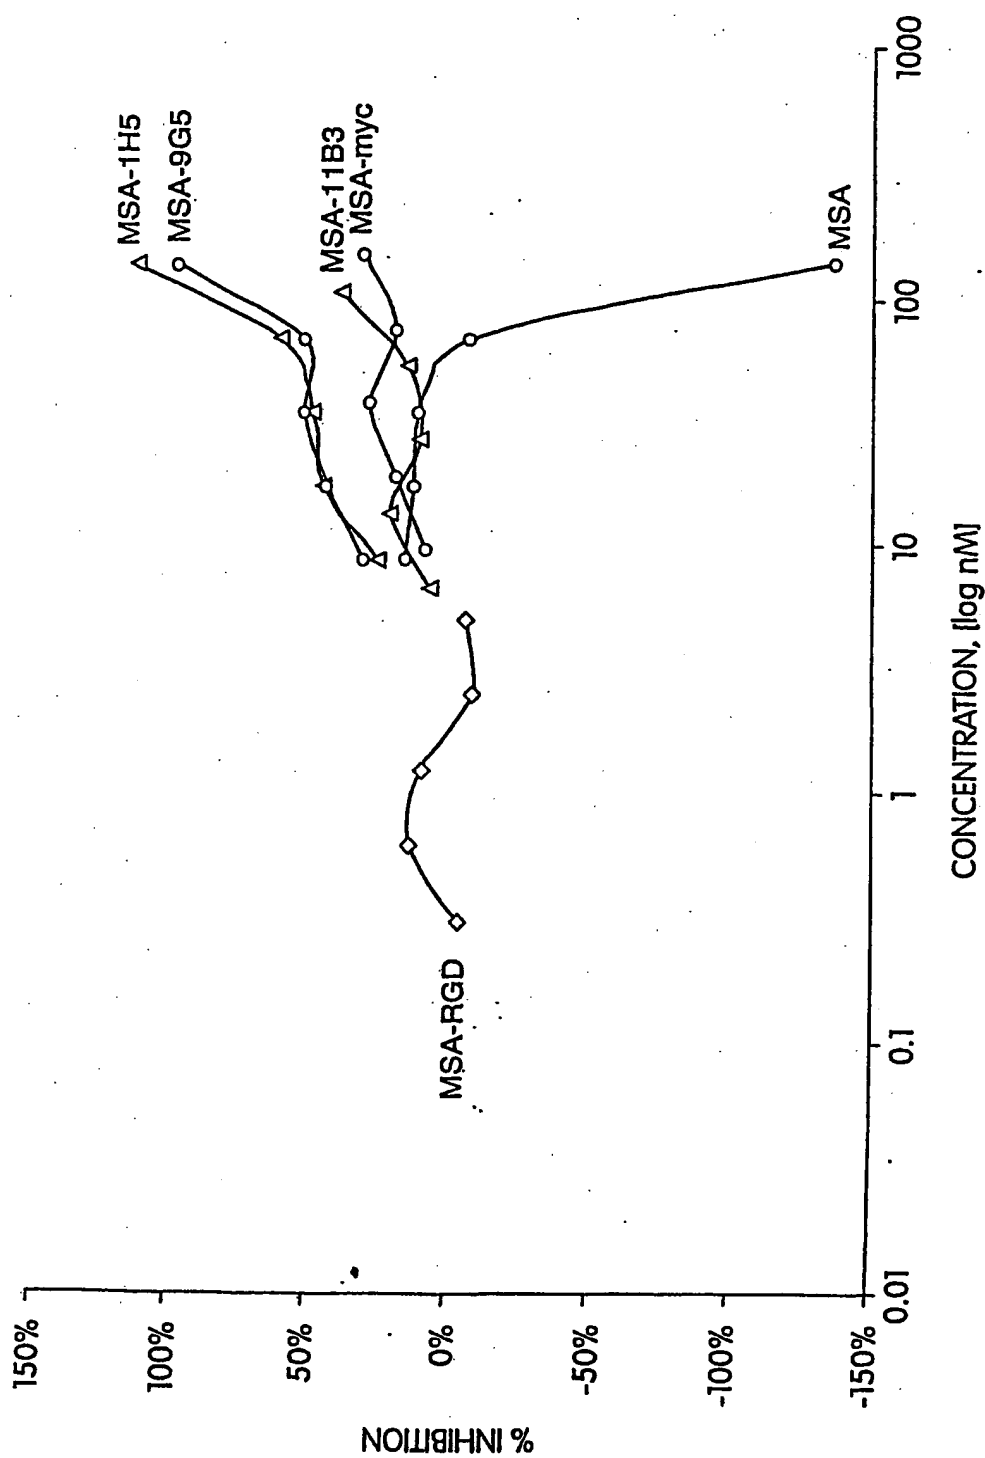 % INHIBITION
150%
100%
50%
0%
-50%
-100%
-150%
MSA-1H5
MSA-9G5
MSA-11B3
MSA-myc
MSA
MSA-RGD
0.01
0.1
1
10
100
1000
CONCENTRATION, [log nM]